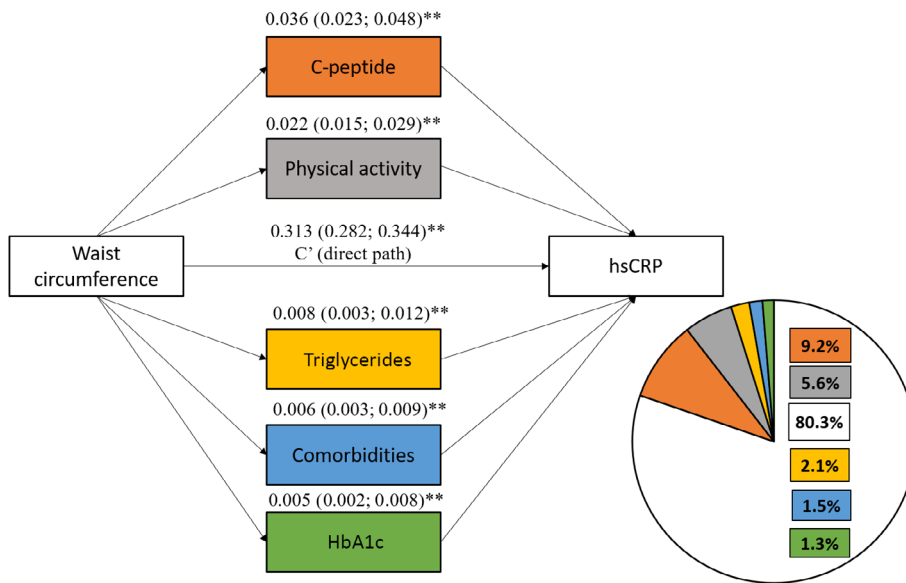 0.036 (0.023; 0.048)**
C-peptide
0.022 (0.015; 0.029)**
Physical activity
0.313 (0.282; 0.344)**
C' (direct path)
Waist
circumference
hsCRP
0.008 (0.003; 0.012)**
Triglycerides
0.006 (0.003; 0.009)**
Comorbidities
0.005 (0.002; 0.008)**
HbA1c
9.2%
5.6%
80.3%
2.1%
1.5%
1.3%